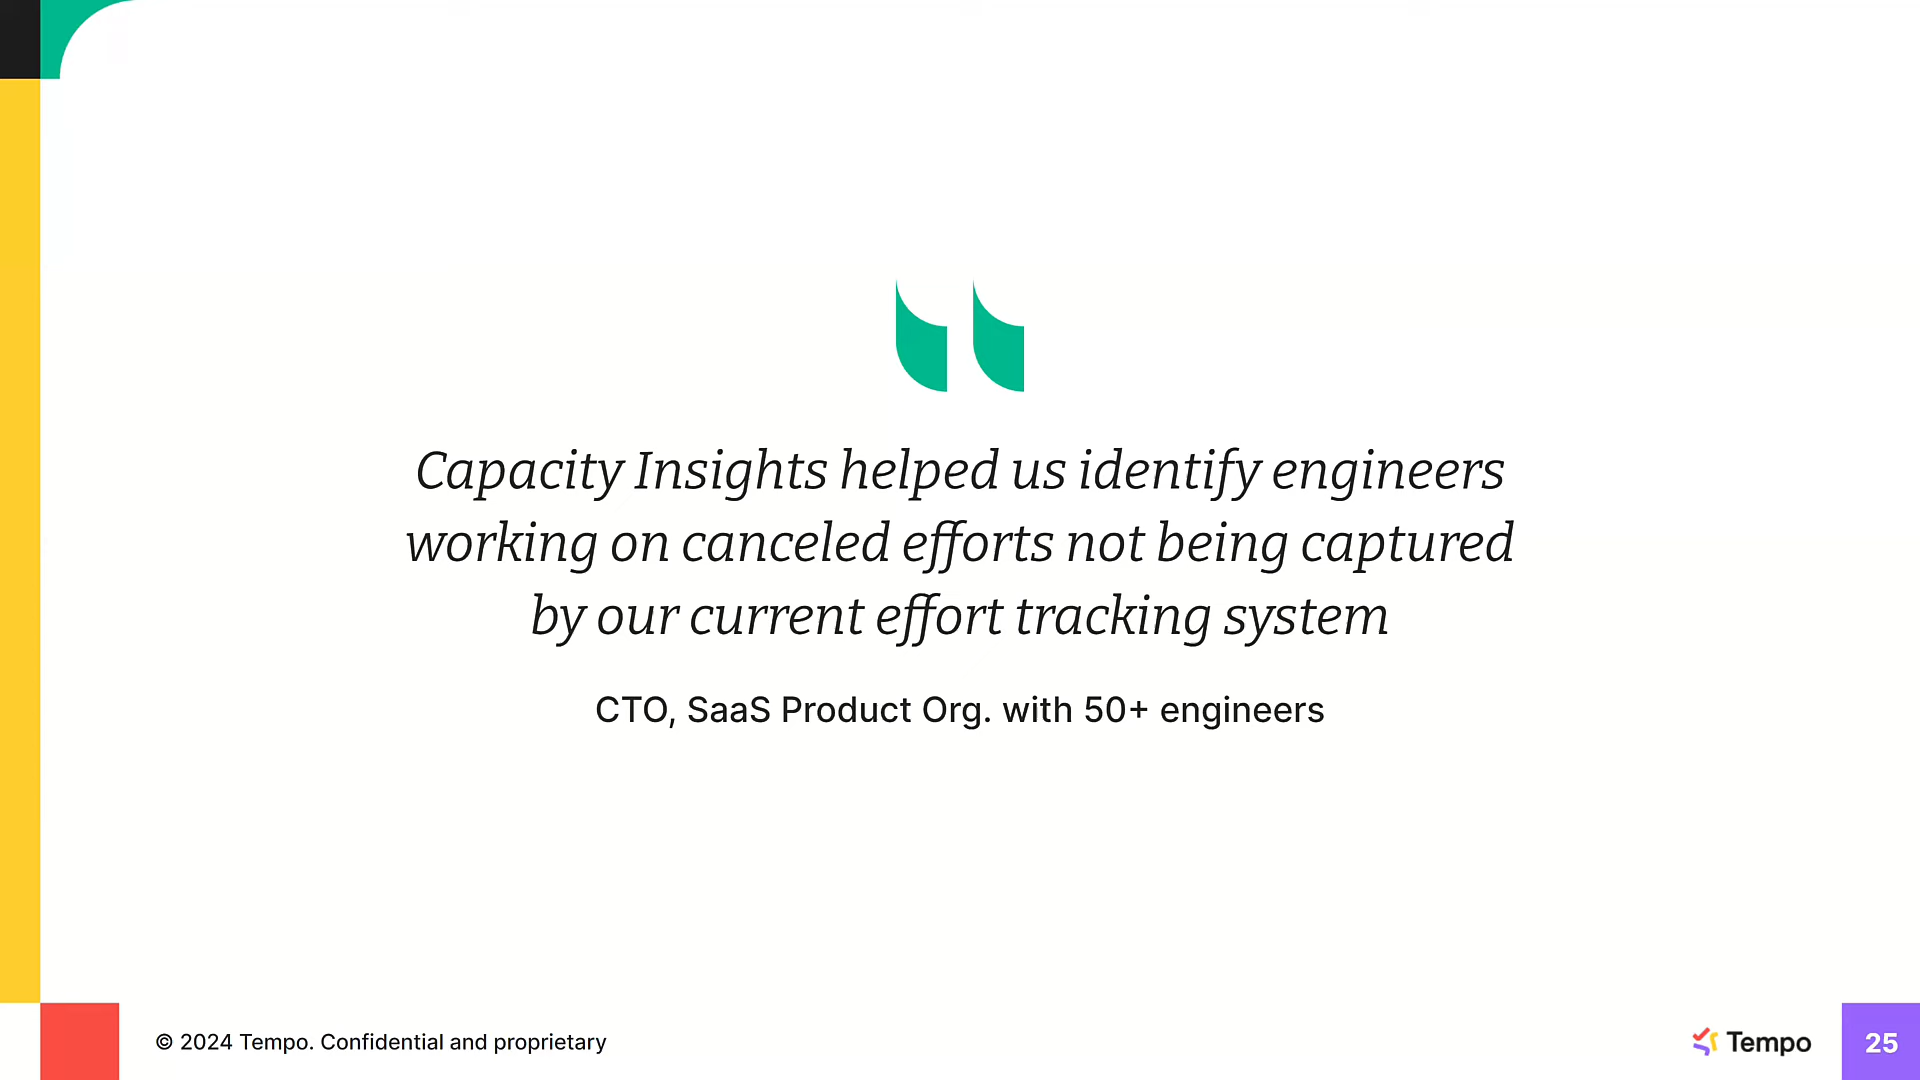 Capacity Insights helped us identify engineers
working on canceled efforts not being captured
by our current effort tracking system
CTO, SaaS Product Org. with 50+ engineers
© 2024 Tempo. Confidential and proprietary
Tempo
25